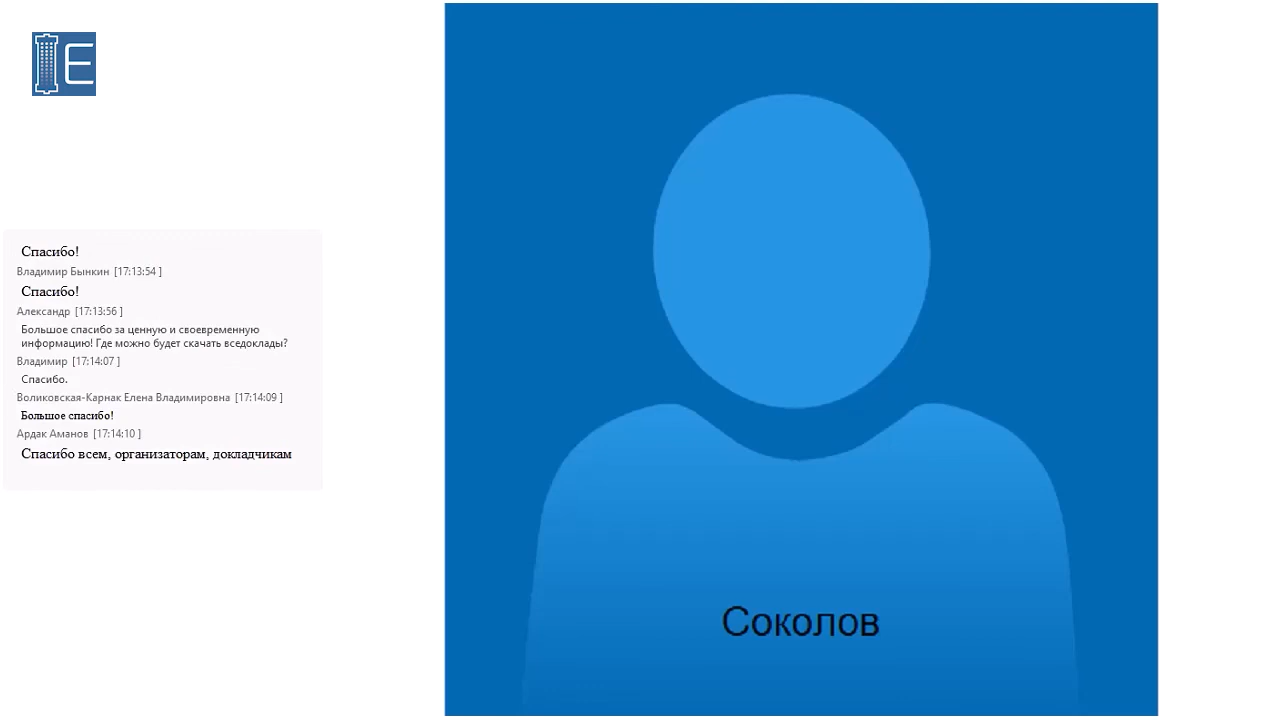 E
Спасибо!
Владимир Бынкин [17:13:54 ]
Спасибо!
Александр [17:13:56 ]
Большое спасибо за ценную и своевременную
информацию! Где можно будет скачать вседоклады?
Владимир [17:14:07 ]
Спасибо.
Воликовская-Карнак Елена Владимировна [17:14:09 ]
Большое спасибо!
Ардак Аманов [17:14:10 ]
Спасибо всем, организаторам, докладчикам
Соколов